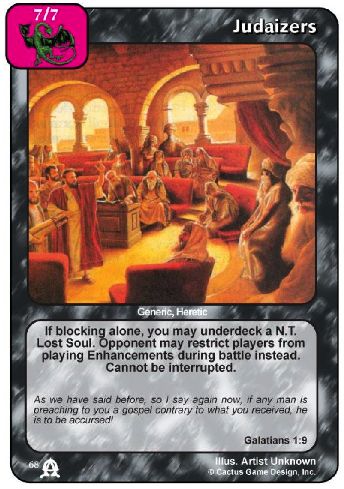 7/7
Judaizers
Generic, Heretic
If blocking alone, you may underdeck a N.T.
Lost Soul. Opponent may restrict players from
playing Enhancements during battle instead.
Cannot be interrupted.
As we have said before, so I say again now, if any man is
preaching to you a gospel contrary to what you received, he
is to be accursed!
Galatians 1:9
68
Illus. Artist Unknown
© Cactus Game Design, Inc.